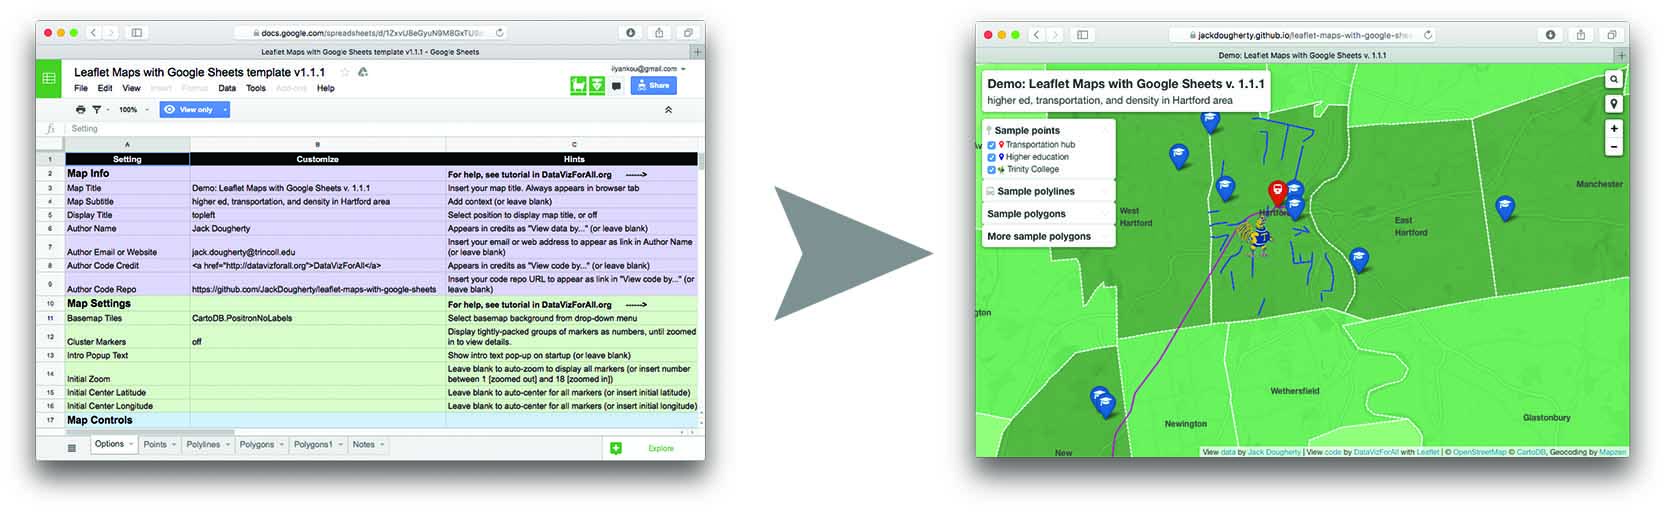 docs.google.com/spreadsheets/d/1ZxvU8eGyuN9M8GxTU9
Leaflet Maps with Google Sheets template v1.1.1 - Google Sheets
Leaflet Maps with Google Sheets template v1.1.1
ilyankou@gmail.com
File Edit View Insert Format Data Tools Add-ons Help
Share
100% View only
fx Setting
A B C
1 Setting Customize Hints
2 Map Info For help, see tutorial in DataVizForAll.org ------>
3 Map Title Demo: Leaflet Maps with Google Sheets v. 1.1.1 Insert your map title. Always appears in browser tab
4 Map Subtitle higher ed, transportation, and density in Hartford area Add context (or leave blank)
5 Display Title topleft Select position to display map title, or off
6 Author Name Jack Dougherty Appears in credits as "View data by..." (or leave blank)
7 Author Email or Website jack.dougherty@trincoll.edu Insert your email or web address to appear as link in Author Name
(or leave blank)
8 Author Code Credit <a href="http://datavizforall.org">DataVizForAll</a> Appears in credits as "View code by..." (or leave blank)
9 Author Code Repo https://github.com/JackDougherty/leaflet-maps-with-google-sheets Insert your code repo URL to appear as link in "View code by..." (or
leave blank)
10 Map Settings For help, see tutorial in DataVizForAll.org ------>
11 Basemap Tiles CartoDB.PositronNoLabels Select basemap background from drop-down menu
12 Cluster Markers off Display tightly-packed groups of markers as numbers, until zoomed
in to view details.
13 Intro Popup Text Show intro text pop-up on startup (or leave blank)
14 Initial Zoom Leave blank to auto-zoom to display all markers (or insert number
between 1 [zoomed out] and 18 [zoomed in])
15 Initial Center Latitude Leave blank to auto-center for all markers (or insert initial latitude)
16 Initial Center Longitude Leave blank to auto-center for all markers (or insert initial longitude)
17 Map Controls
Options Points Polylines Polygons Polygons1 Notes Explore
jackdougherty.github.io/leaflet-maps-with-google-she
Demo: Leaflet Maps with Google Sheets v. 1.1.1
Demo: Leaflet Maps with Google Sheets v. 1.1.1
higher ed, transportation, and density in Hartford area
Sample points
Transportation hub
Higher education
Trinity College
Sample polylines
Sample polygons
More sample polygons
+
−
Manchester
West
Hartford
Hartford
East
Hartford
ngton
Wethersfield
Newington
Glastonbury
New
View data by Jack Dougherty | View code by DataVizForAll with Leaflet | © OpenStreetMap © CartoDB, Geocoding by Mapzen